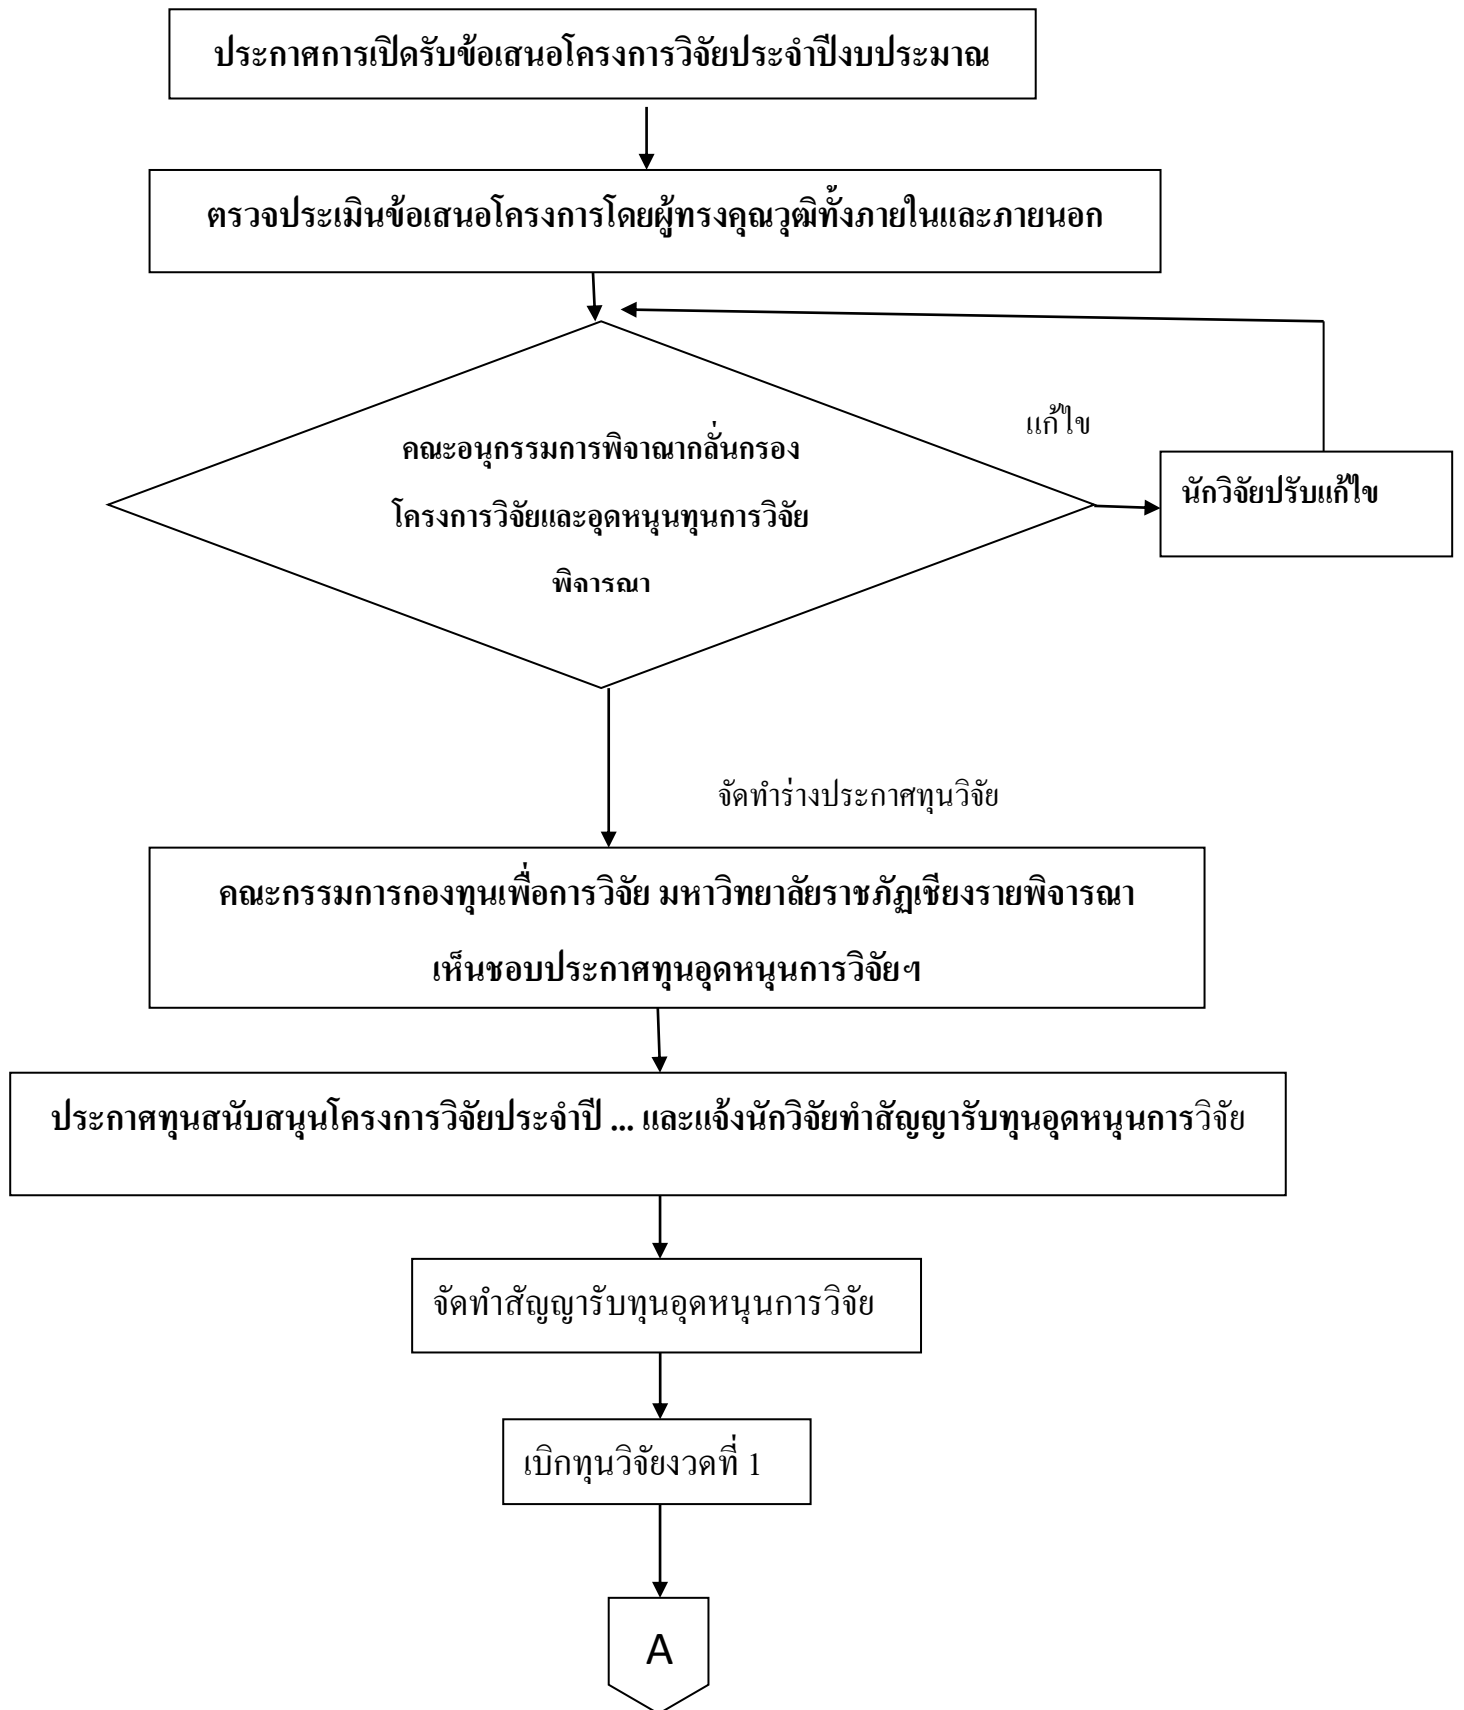 ประกาศการเปิดรับข้อเสนอโครงการวิจัยประจำปีงบประมาณ
ตรวจประเมินข้อเสนอโครงการโดยผู้ทรงคุณวุฒิทั้งภายในและภายนอก
แก้ไข
คณะอนุกรรมการพิจาณากลั่นกรอง
โครงการวิจัยและอุดหนุนทุนการวิจัย
พิจารณา
นักวิจัยปรับแก้ไข
จัดทำร่างประกาศทุนวิจัย
คณะกรรมการกองทุนเพื่อการวิจัย มหาวิทยาลัยราชภัฏเชียงรายพิจารณา
เห็นชอบประกาศทุนอุดหนุนการวิจัยฯ
ประกาศทุนสนับสนุนโครงการวิจัยประจำปี ... และแจ้งนักวิจัยทำสัญญารับทุนอุดหนุนการวิจัย
จัดทำสัญญารับทุนอุดหนุนการวิจัย
เบิกทุนวิจัยงวดที่ 1
A